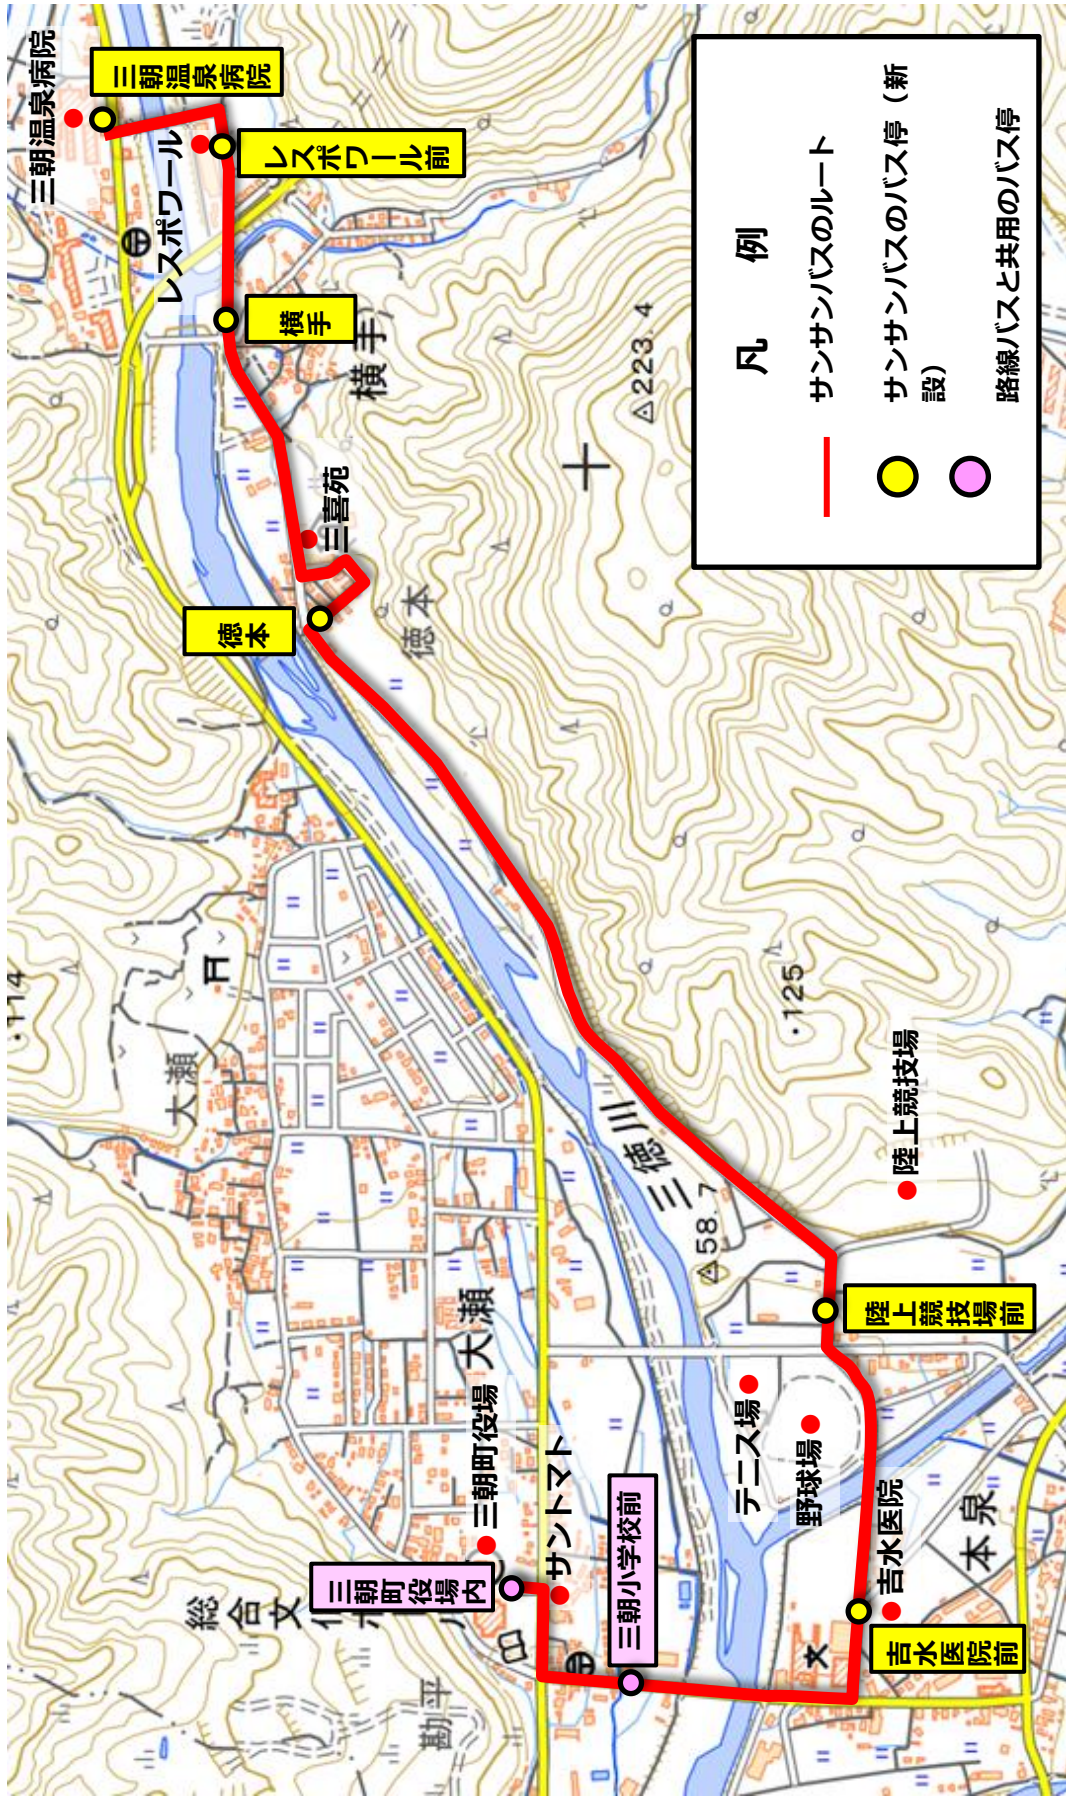 三朝温泉病院
三朝温泉病院
レスポワール
レスポワール前
横手
横手
三喜苑
徳本
徳本
△223.4
凡 例
サンサンバスのルート
サンサンバスのバス停（新
設）
路線バスと共用のバス停
・114
大瀬
三徳川
△58.7
・125
陸上競技場
陸上競技場前
大瀬
三朝町役場
三朝町役場内
サントマト
三朝小学校前
テニス場
野球場
吉水医院
吉水医院前
本泉
総合文化ホール
勘平
文